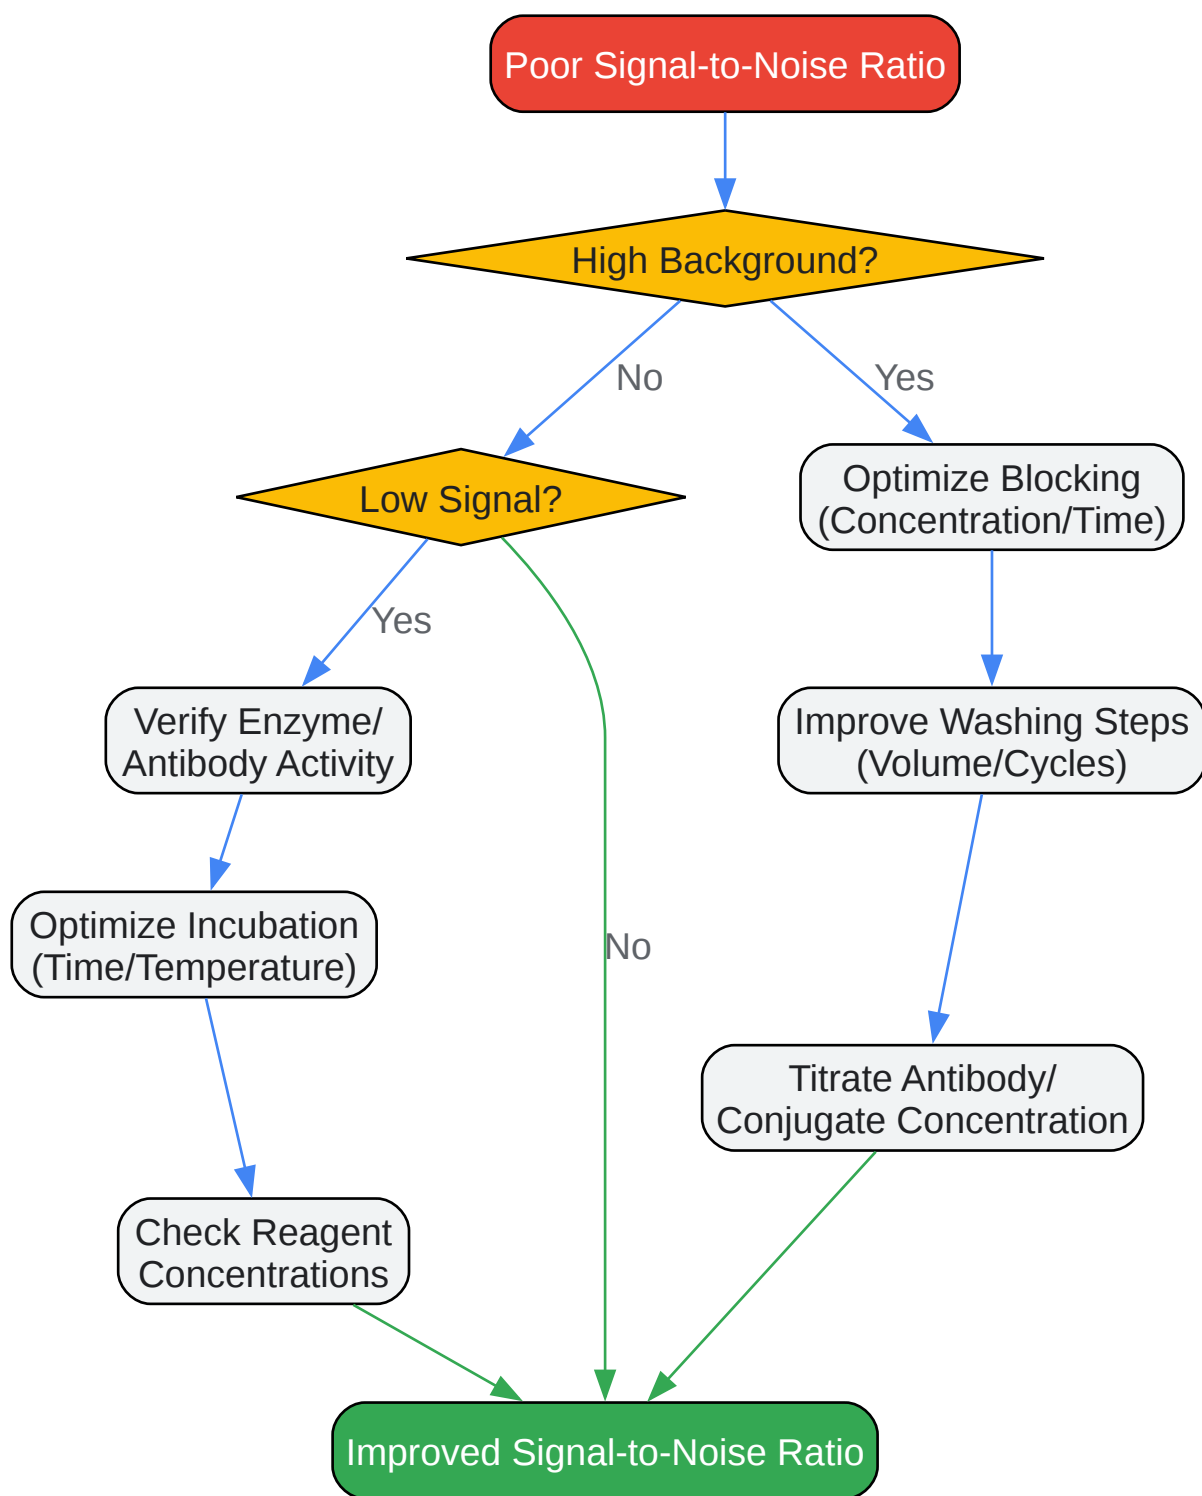 Poor Signal-to-Noise Ratio
High Background?
No
Yes
Low Signal?
Optimize Blocking
(Concentration/Time)
Yes
Verify Enzyme/
Antibody Activity
Improve Washing Steps
(Volume/Cycles)
Optimize Incubation
(Time/Temperature)
No
Titrate Antibody/
Conjugate Concentration
Check Reagent
Concentrations
Improved Signal-to-Noise Ratio